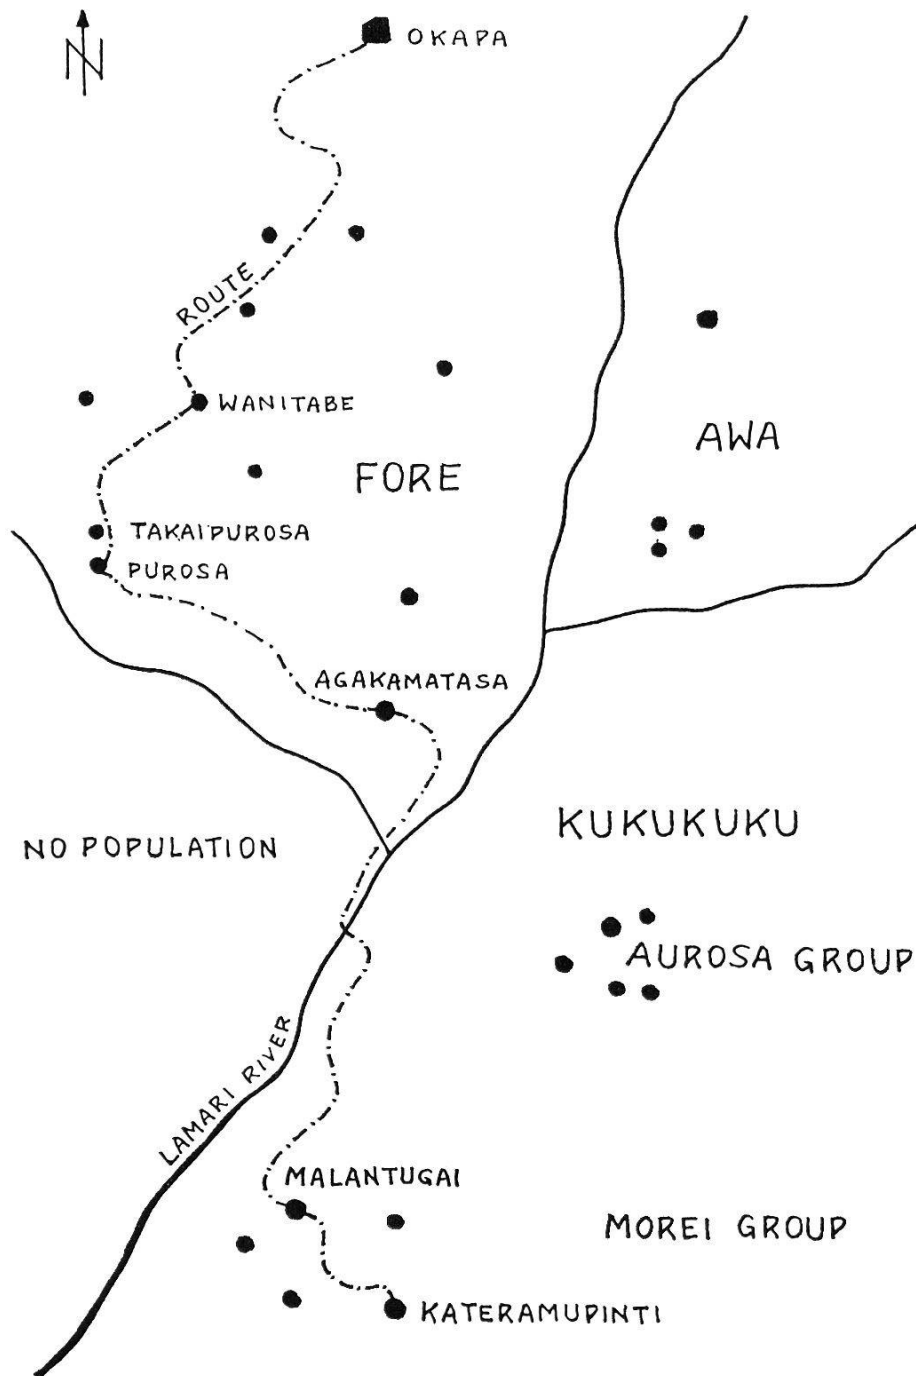 N
OKAPA
ROUTE
WANITABE
FORE
AWA
TAKAIPUROSA
PUROSA
AGAKAMATASA
KUKUKUKU
NO POPULATION
AUROSA GROUP
LAMARI RIVER
MALANTUGAI
MOREI GROUP
KATERAMUPINTI